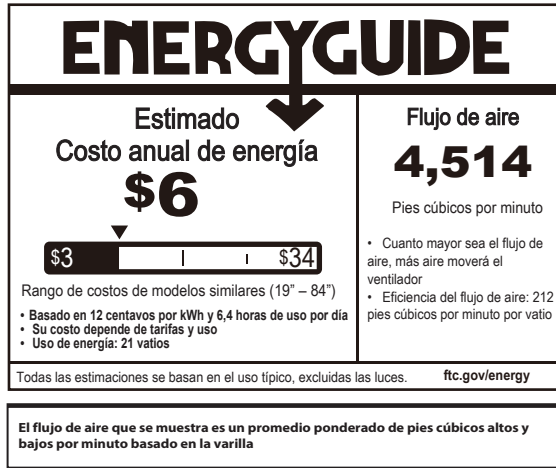 ENERGYGUIDE
Estimado
Costo anual de energía
$6
$3
$34
Rango de costos de modelos similares (19” – 84”)
• Basado en 12 centavos por kWh y 6,4 horas de uso por día
• Su costo depende de tarifas y uso
• Uso de energía: 21 vatios
Flujo de aire
4,514
Pies cúbicos por minuto
• Cuanto mayor sea el flujo de
aire, más aire moverá el
ventilador
• Eficiencia del flujo de aire: 212
pies cúbicos por minuto por vatio
Todas las estimaciones se basan en el uso típico, excluidas las luces.
ftc.gov/energy
El flujo de aire que se muestra es un promedio ponderado de pies cúbicos altos y
bajos por minuto basado en la varilla